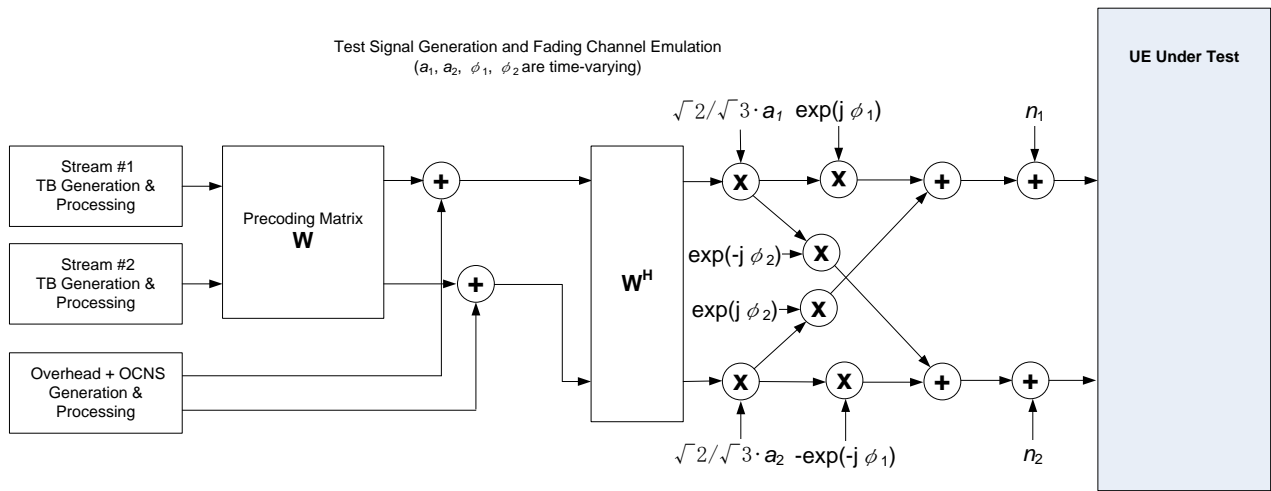 Test Signal Generation and Fading Channel Emulation
(a₁, a₂, ϕ₁, ϕ₂ are time-varying)
UE Under Test
√2/√3· a₁
exp(j ϕ₁)
n₁
Stream #1
TB Generation &
Processing
Precoding Matrix
W
+
X
X
+
+
Stream #2
TB Generation &
Processing
+
Wᴴ
exp(-j ϕ₂)
X
exp(j ϕ₂)
X
Overhead + OCNS
Generation &
Processing
X
X
+
+
√2/√3· a₂
-exp(-j ϕ₁)
n₂